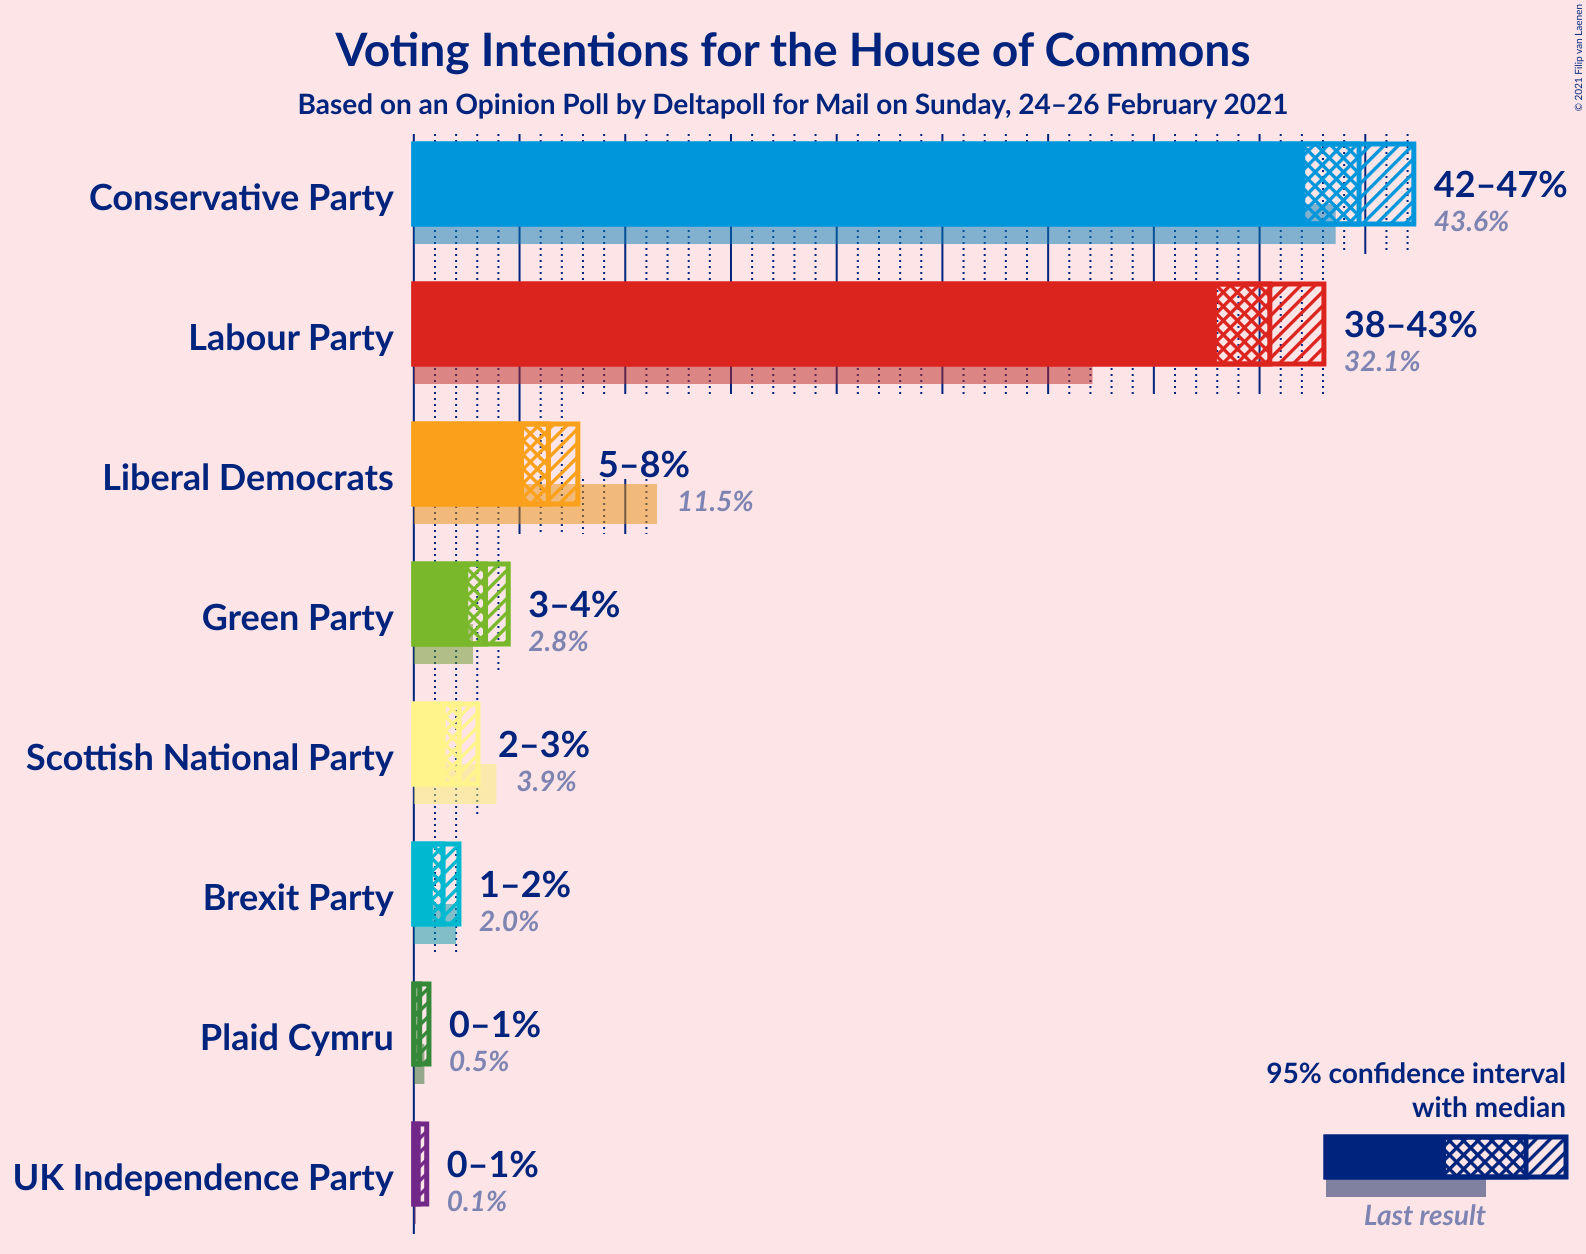 Voting Intentions for the House of Commons
Based on an Opinion Poll by Deltapoll for Mail on Sunday, 24–26 February 2021
© 2021 Filip van Laenen
Conservative Party
42–47%
43.6%
Labour Party
38–43%
32.1%
Liberal Democrats
5–8%
11.5%
Green Party
3–4%
2.8%
Scottish National Party
2–3%
3.9%
Brexit Party
1–2%
2.0%
Plaid Cymru
0–1%
0.5%
UK Independence Party
0–1%
0.1%
95% confidence interval
with median
Last result